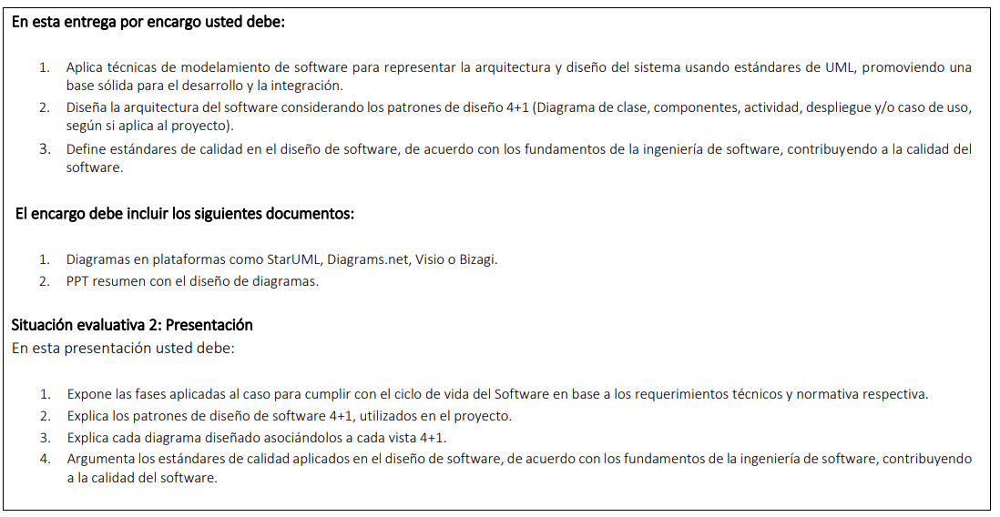 En esta entrega por encargo usted debe:
1. Aplica técnicas de modelamiento de software para representar la arquitectura y diseño del sistema usando estándares de UML, promoviendo una
base sólida para el desarrollo y la integración.
2. Diseña la arquitectura del software considerando los patrones de diseño 4+1 (Diagrama de clase, componentes, actividad, despliegue y/o caso de uso,
según si aplica al proyecto).
3. Define estándares de calidad en el diseño de software, de acuerdo con los fundamentos de la ingeniería de software, contribuyendo a la calidad del
software.
El encargo debe incluir los siguientes documentos:
1. Diagramas en plataformas como StarUML, Diagrams.net, Visio o Bizagi.
2. PPT resumen con el diseño de diagramas.
Situación evaluativa 2: Presentación
En esta presentación usted debe:
1. Expone las fases aplicadas al caso para cumplir con el ciclo de vida del Software en base a los requerimientos técnicos y normativa respectiva.
2. Explica los patrones de diseño de software 4+1, utilizados en el proyecto.
3. Explica cada diagrama diseñado asociándolos a cada vista 4+1.
4. Argumenta los estándares de calidad aplicados en el diseño de software, de acuerdo con los fundamentos de la ingeniería de software, contribuyendo
a la calidad del software.